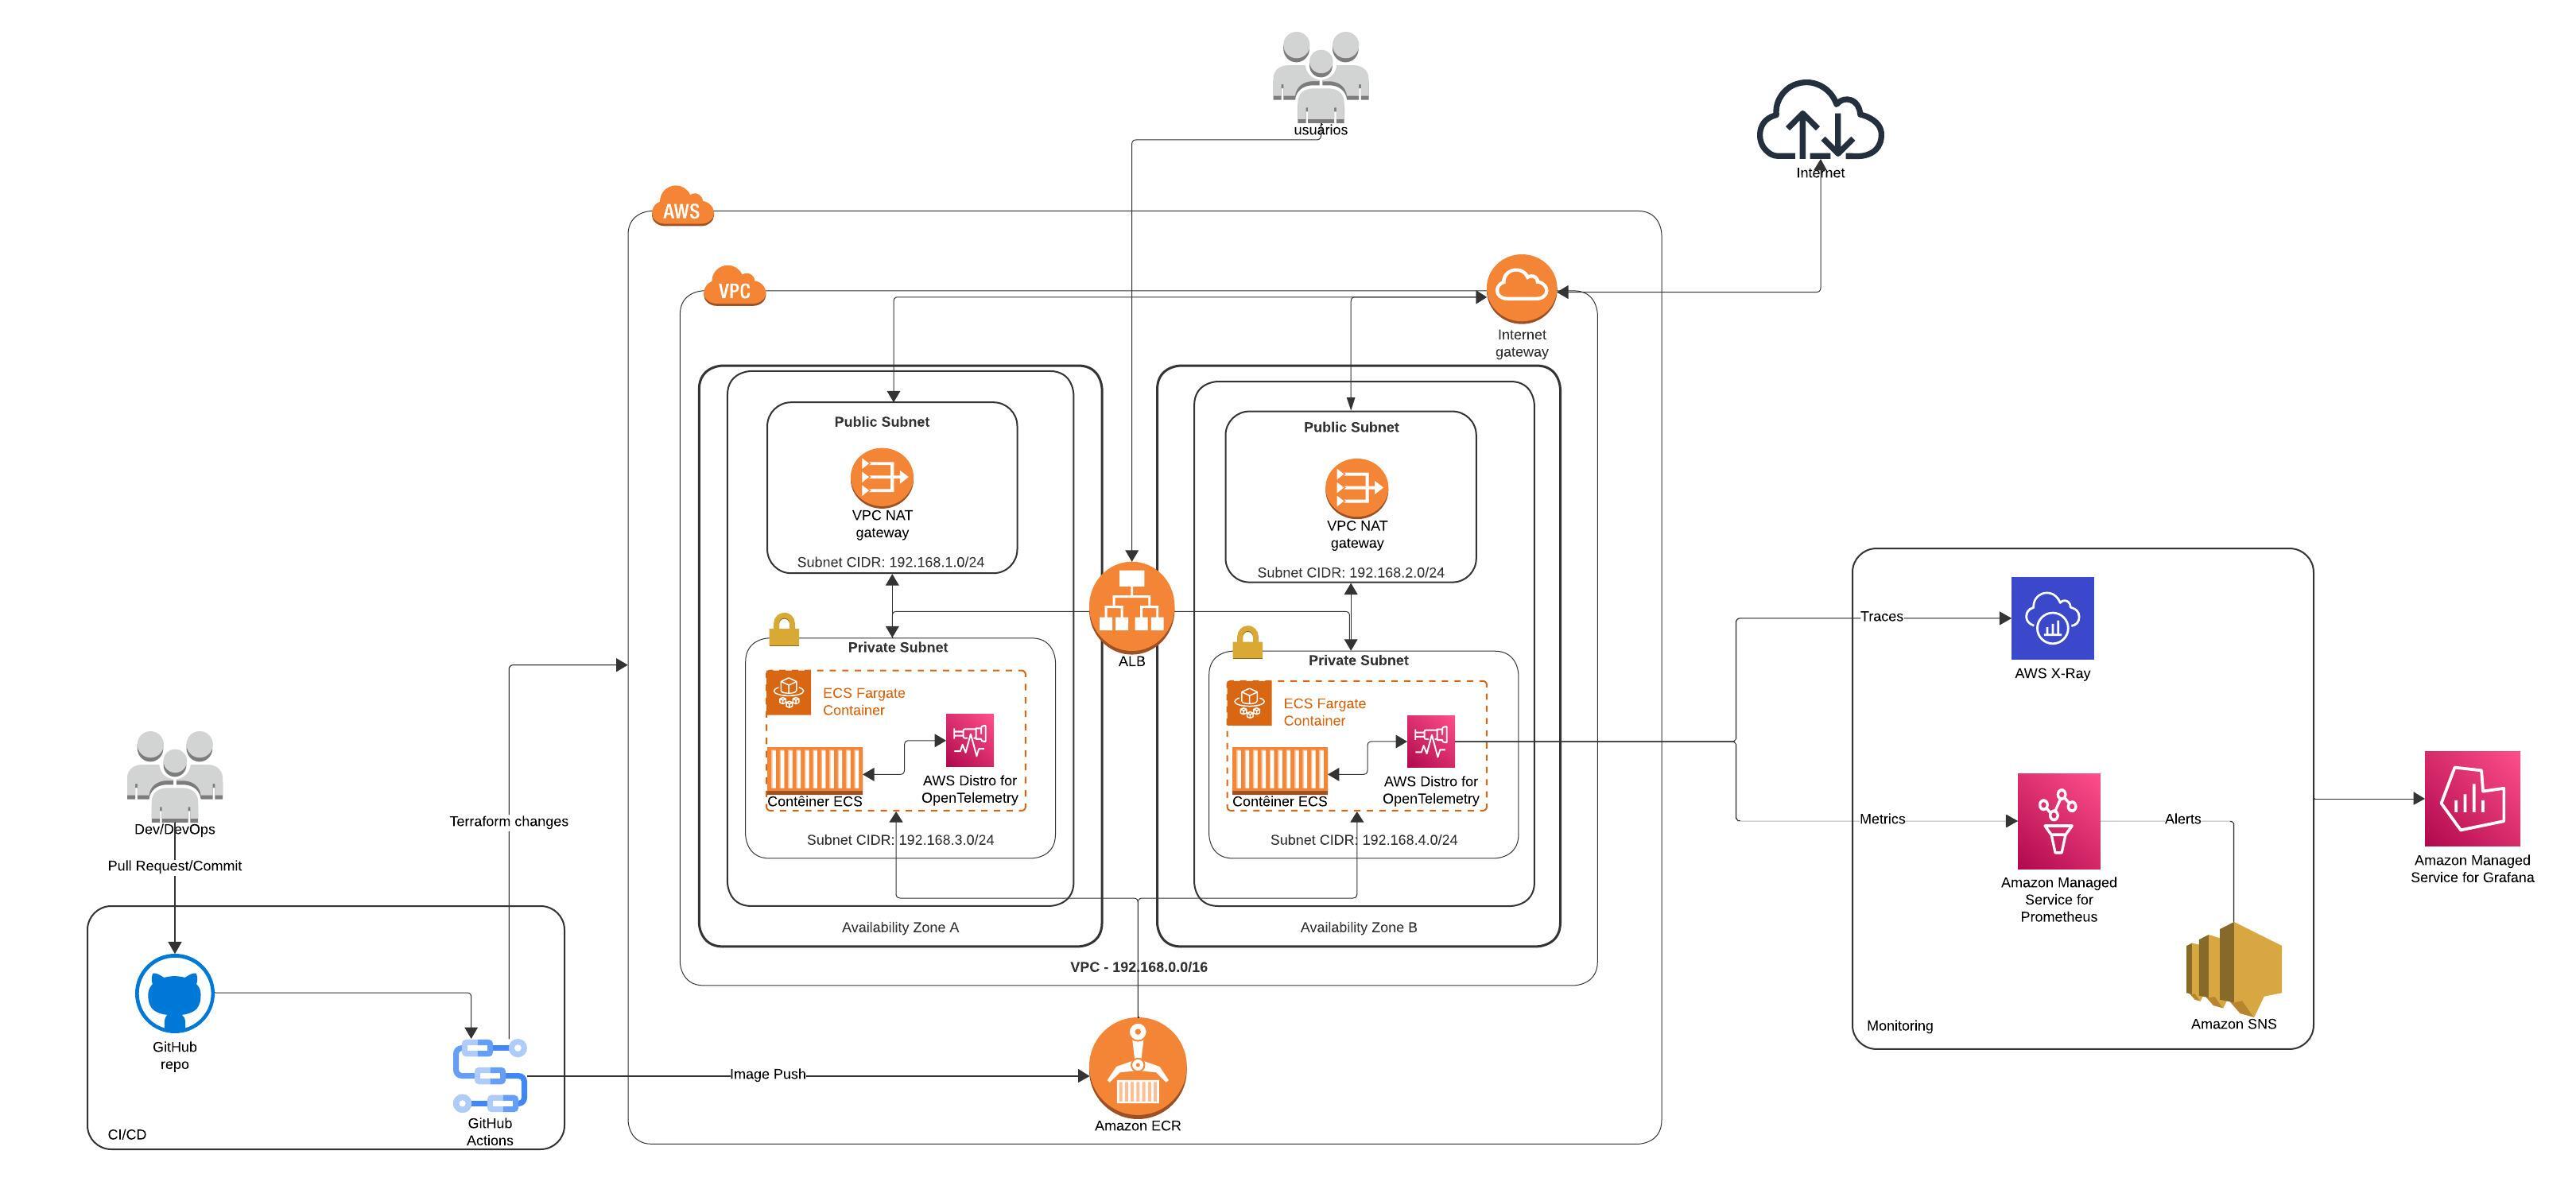 usuários
Internet
AWS
VPC
Internet
gateway
Public Subnet
VPC NAT
gateway
Subnet CIDR: 192.168.1.0/24
Public Subnet
VPC NAT
gateway
Subnet CIDR: 192.168.2.0/24
ALB
Private Subnet
ECS Fargate
Container
Contêiner ECS
AWS Distro for
OpenTelemetry
Subnet CIDR: 192.168.3.0/24
Availability Zone A
Private Subnet
ECS Fargate
Container
Contêiner ECS
AWS Distro for
OpenTelemetry
Subnet CIDR: 192.168.4.0/24
Availability Zone B
VPC - 192.168.0.0/16
Amazon ECR
Traces
AWS X-Ray
Metrics
Amazon Managed
Service for
Prometheus
Alerts
Amazon SNS
Monitoring
Amazon Managed
Service for Grafana
Dev/DevOps
Pull Request/Commit
Terraform changes
GitHub
repo
GitHub
Actions
CI/CD
Image Push